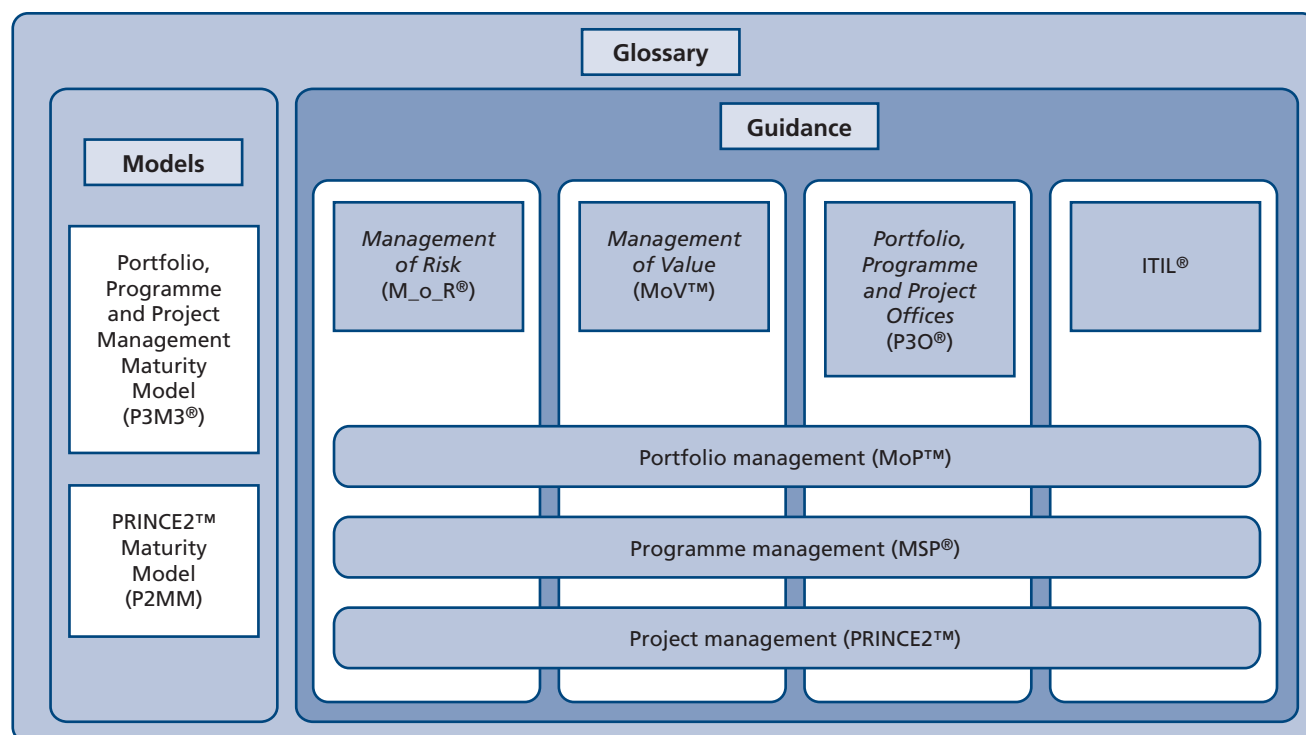 Glossary
Models
Portfolio,
Programme
and Project
Management
Maturity
Model
(P3M3®)
PRINCE2™
Maturity
Model
(P2MM)
Guidance
Management
of Risk
(M_o_R®)
Management
of Value
(MoV™)
Portfolio,
Programme
and Project
Offices
(P3O®)
ITIL®
Portfolio management (MoP™)
Programme management (MSP®)
Project management (PRINCE2™)